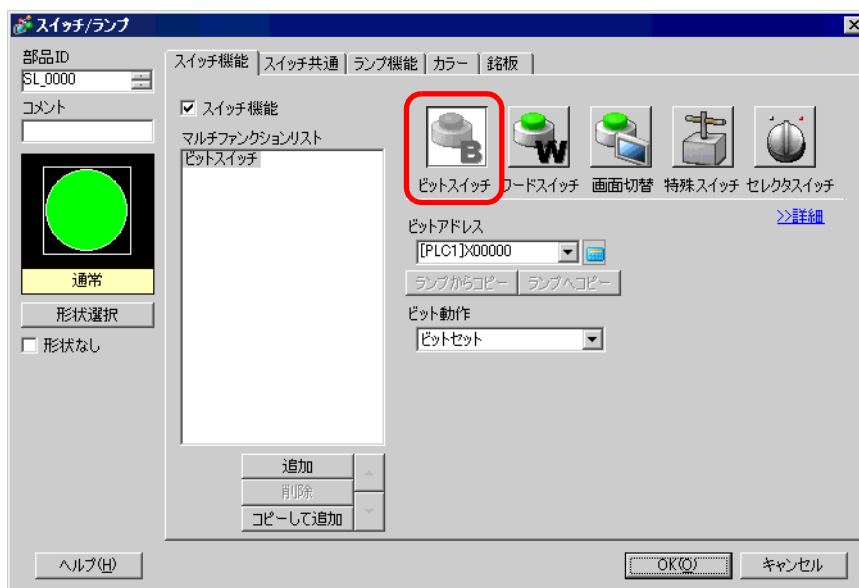 スイッチ/ランプ
部品ID
SL_0000
コメント
通常
形状選択
形状なし
スイッチ機能 スイッチ共通 ランプ機能 カラー 銘板
スイッチ機能
マルチファンクションリスト
ビットスイッチ
追加
削除
コピーして追加
B W
ビットスイッチ ワードスイッチ 画面切替 特殊スイッチ セレクタスイッチ
>>詳細
ビットアドレス
[PLC1]X00000
ランプからコピー ランプへコピー
ビット動作
ビットセット
ヘルプ(H) OK(O) キャンセル